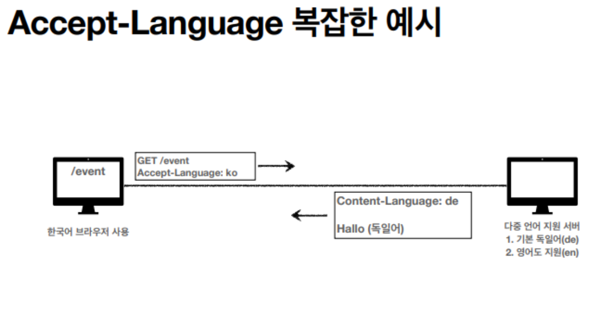 Accept-Language 복잡한 예시
/event
GET /event
Accept-Language: ko
Content-Language: de
Hallo (독일어)
한국어 브라우저 사용
다중 언어 지원 서버
1. 기본 독일어(de)
2. 영어도 지원(en)